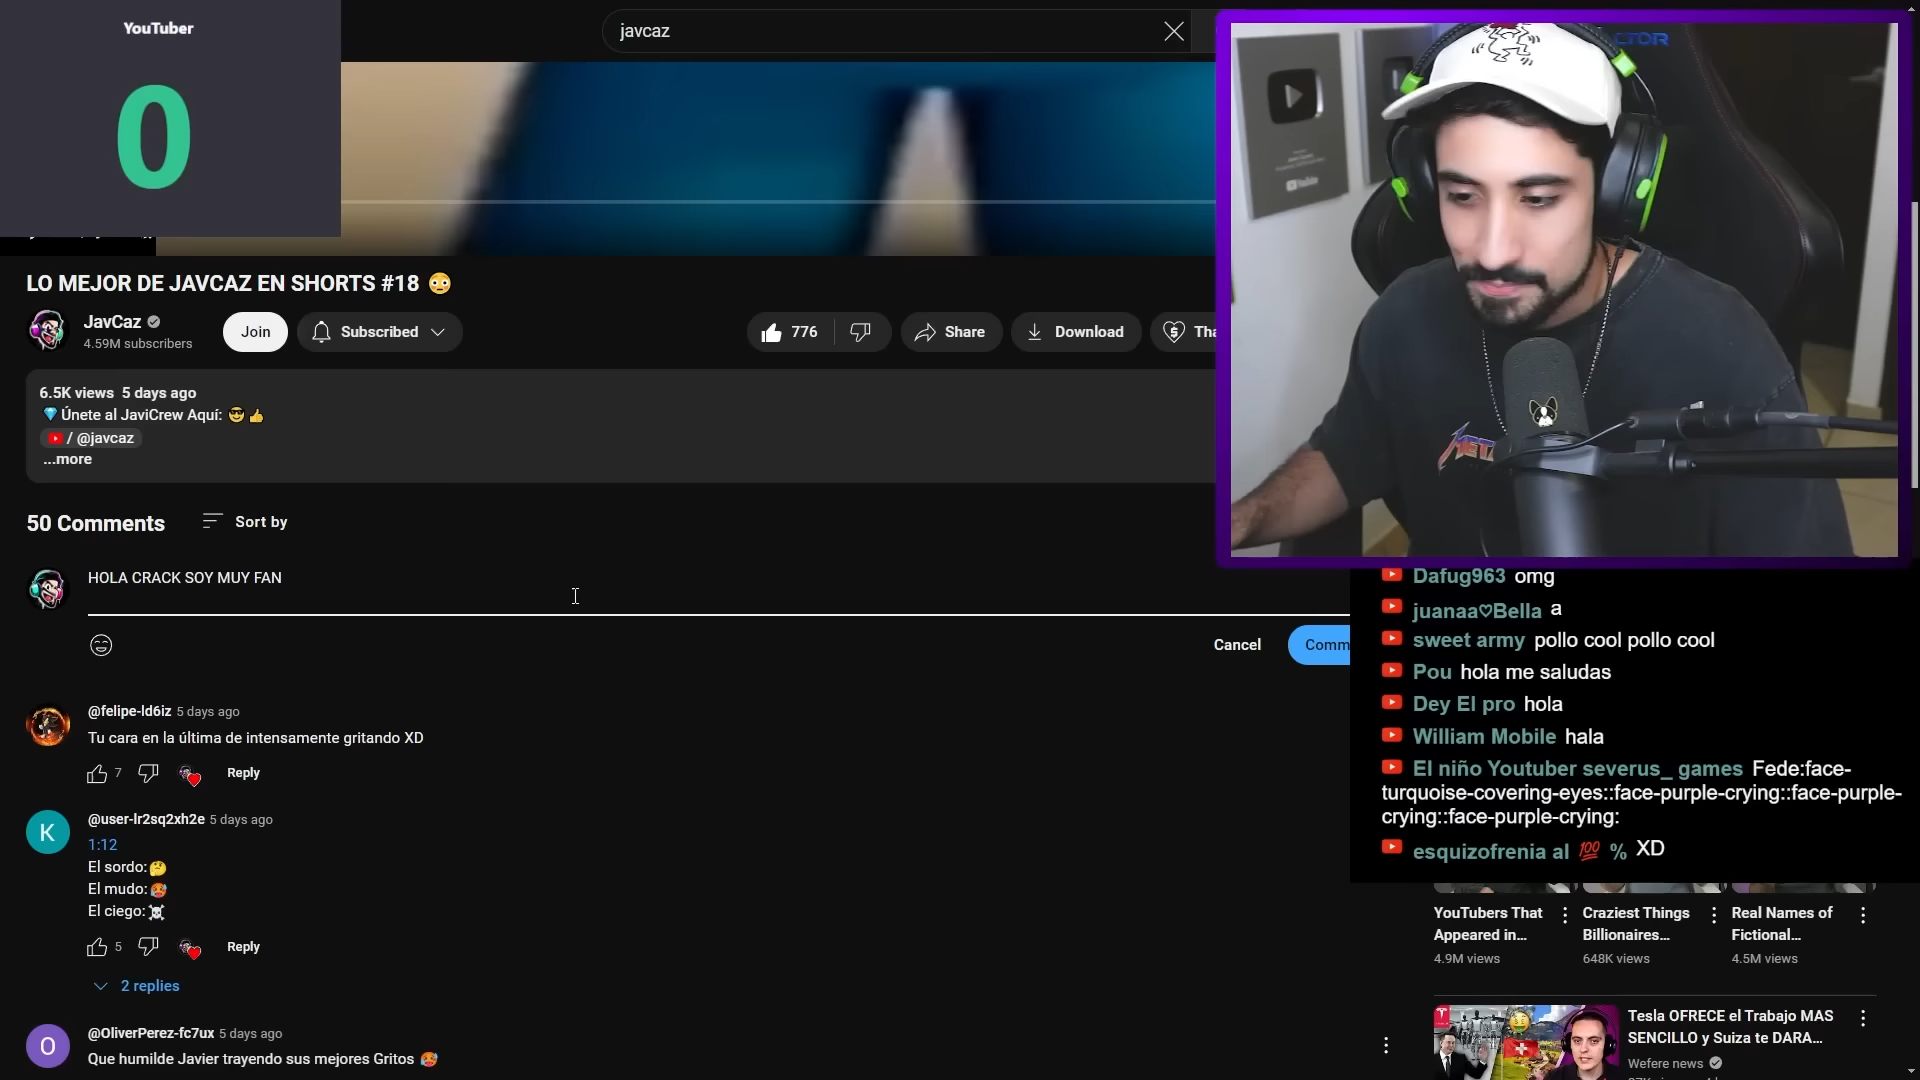 YouTuber
0
javcaz
LO MEJOR DE JAVCAZ EN SHORTS #18 😳
JavCaz
4.59M subscribers
Join
Subscribed
776
Share
Download
Tha
6.5K views 5 days ago
💎Únete al JaviCrew Aquí: 😎👍
/ @javcaz
...more
50 Comments
Sort by
HOLA CRACK SOY MUY FAN
Cancel
Comm
@felipe-ld6iz 5 days ago
Tu cara en la última de intensamente gritando XD
7
Reply
@user-lr2sq2xh2e 5 days ago
1:12
El sordo:🤔
El mudo:🥵
El ciego:☠️
5
Reply
2 replies
@OliverPerez-fc7ux 5 days ago
Que humilde Javier trayendo sus mejores Gritos 🥵
CTOR
YouTube
META
Dafug963 omg
juanaa♡Bella a
sweet army pollo cool pollo cool
Pou hola me saludas
Dey El pro hola
William Mobile hala
El niño Youtuber severus_ games Fede:face-
turquoise-covering-eyes::face-purple-crying::face-purple-
crying::face-purple-crying:
esquizofrenia al 💯 % XD
YouTubers That
Appeared in...
4.9M views
Craziest Things
Billionaires...
648K views
Real Names of
Fictional...
4.5M views
Tesla OFRECE el Trabajo MAS
SENCILLO y Suiza te DARA...
Wefere news